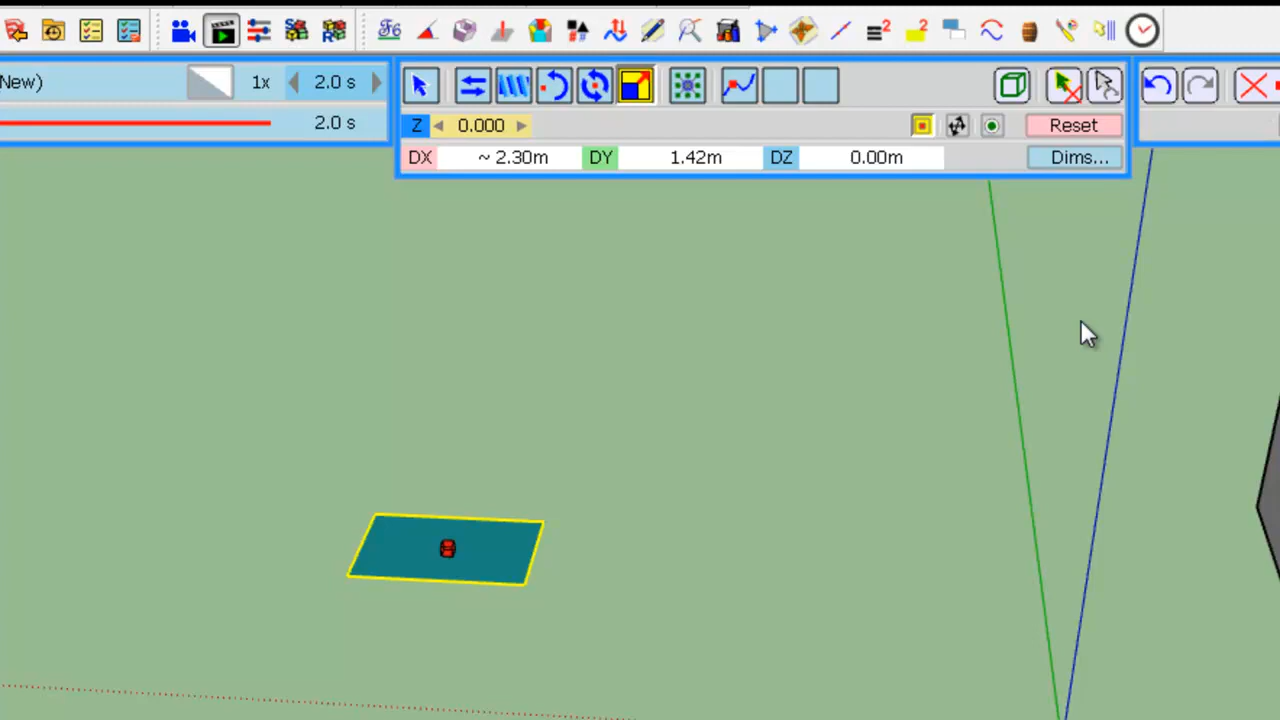 New)
1x
2.0 s
2.0 s
Z 0.000
Reset
DX ~ 2.30m DY 1.42m DZ 0.00m Dims...